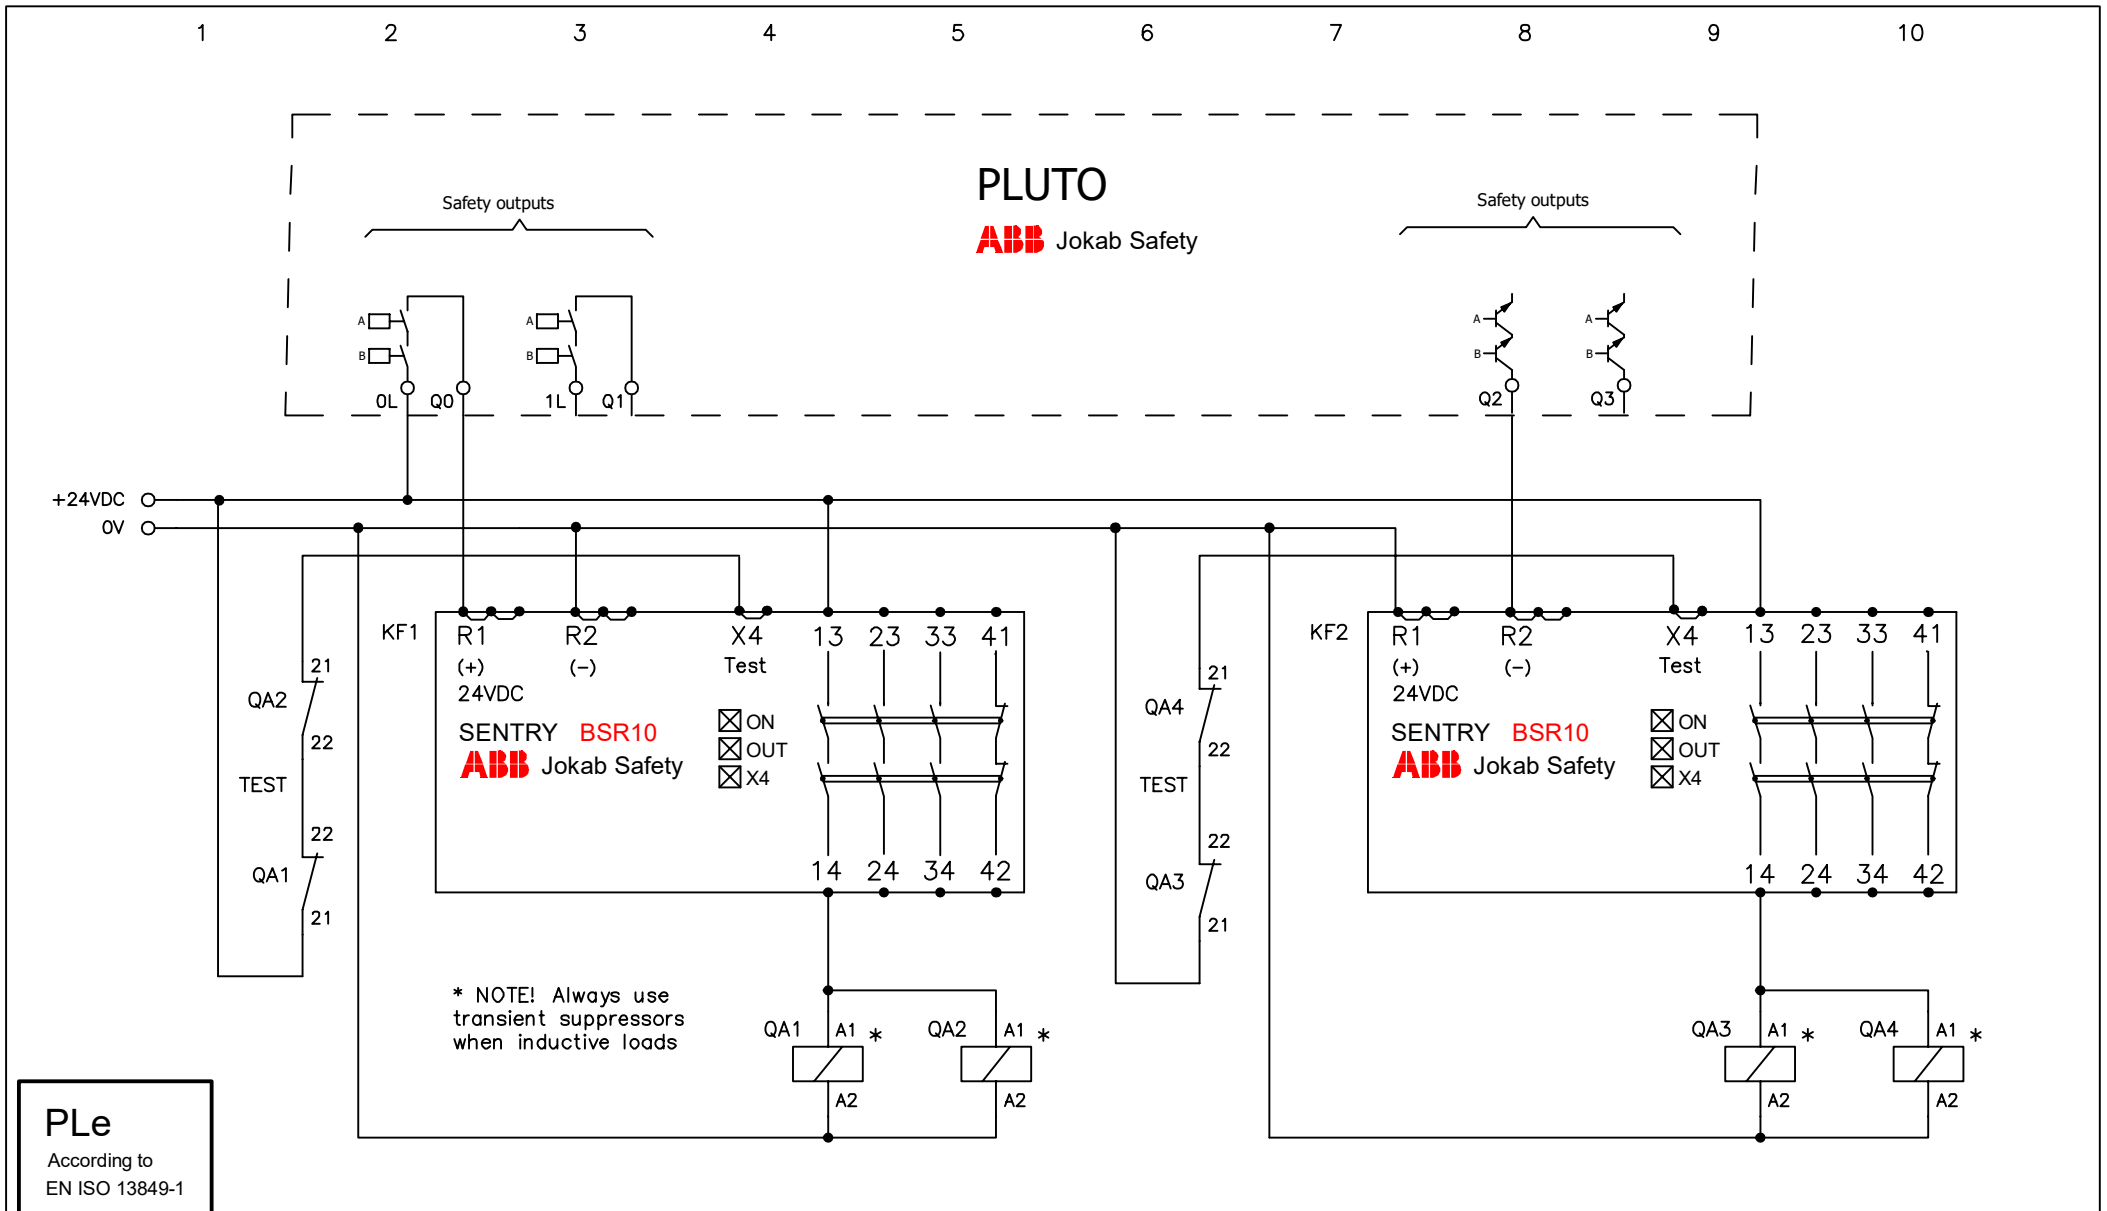 1 2 3 4 5 6 7 8 9 10
PLUTO
Safety outputs
Safety outputs
ABB Jokab Safety
A A A A
B B B B
0L Q0 1L Q1 Q2 Q3
+24VDC
0V
KF1 R1 R2 X4 13 23 33 41
(+) (-) Test
24VDC
SENTRY BSR10
ABB Jokab Safety
ON
OUT
X4
14 24 34 42
21
QA2
22
TEST
22
QA1
21
KF2 R1 R2 X4 13 23 33 41
(+) (-) Test
24VDC
SENTRY BSR10
ABB Jokab Safety
ON
OUT
X4
14 24 34 42
21
QA4
22
TEST
22
QA3
21
* NOTE! Always use
transient suppressors
when inductive loads
QA1 A1 * QA2 A1 *
A2 A2
QA3 A1 * QA4 A1 *
A2 A2
PLe
According to
EN ISO 13849-1